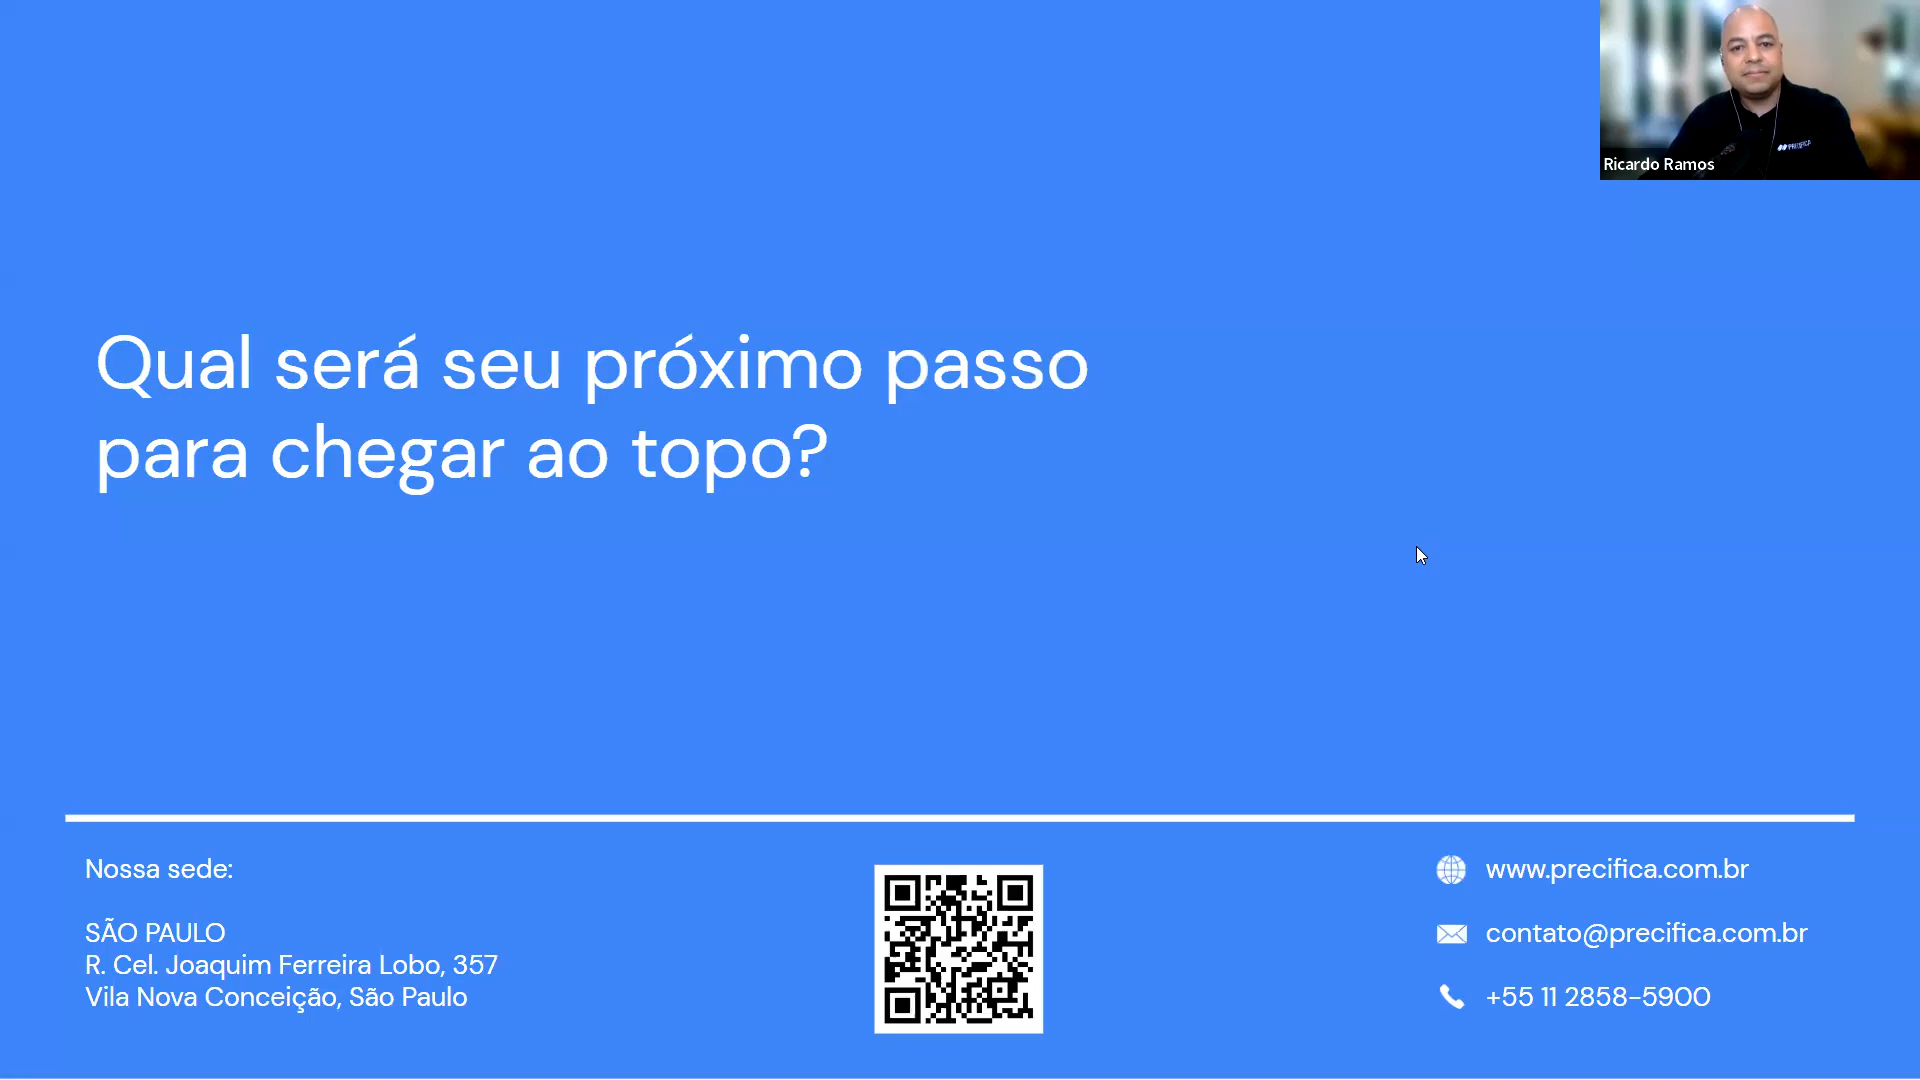 Ricardo Ramos
PRECIFICA
Qual será seu próximo passo
para chegar ao topo?
Nossa sede:
SÃO PAULO
R. Cel. Joaquim Ferreira Lobo, 357
Vila Nova Conceição, São Paulo
www.precifica.com.br
contato@precifica.com.br
+55 11 2858-5900